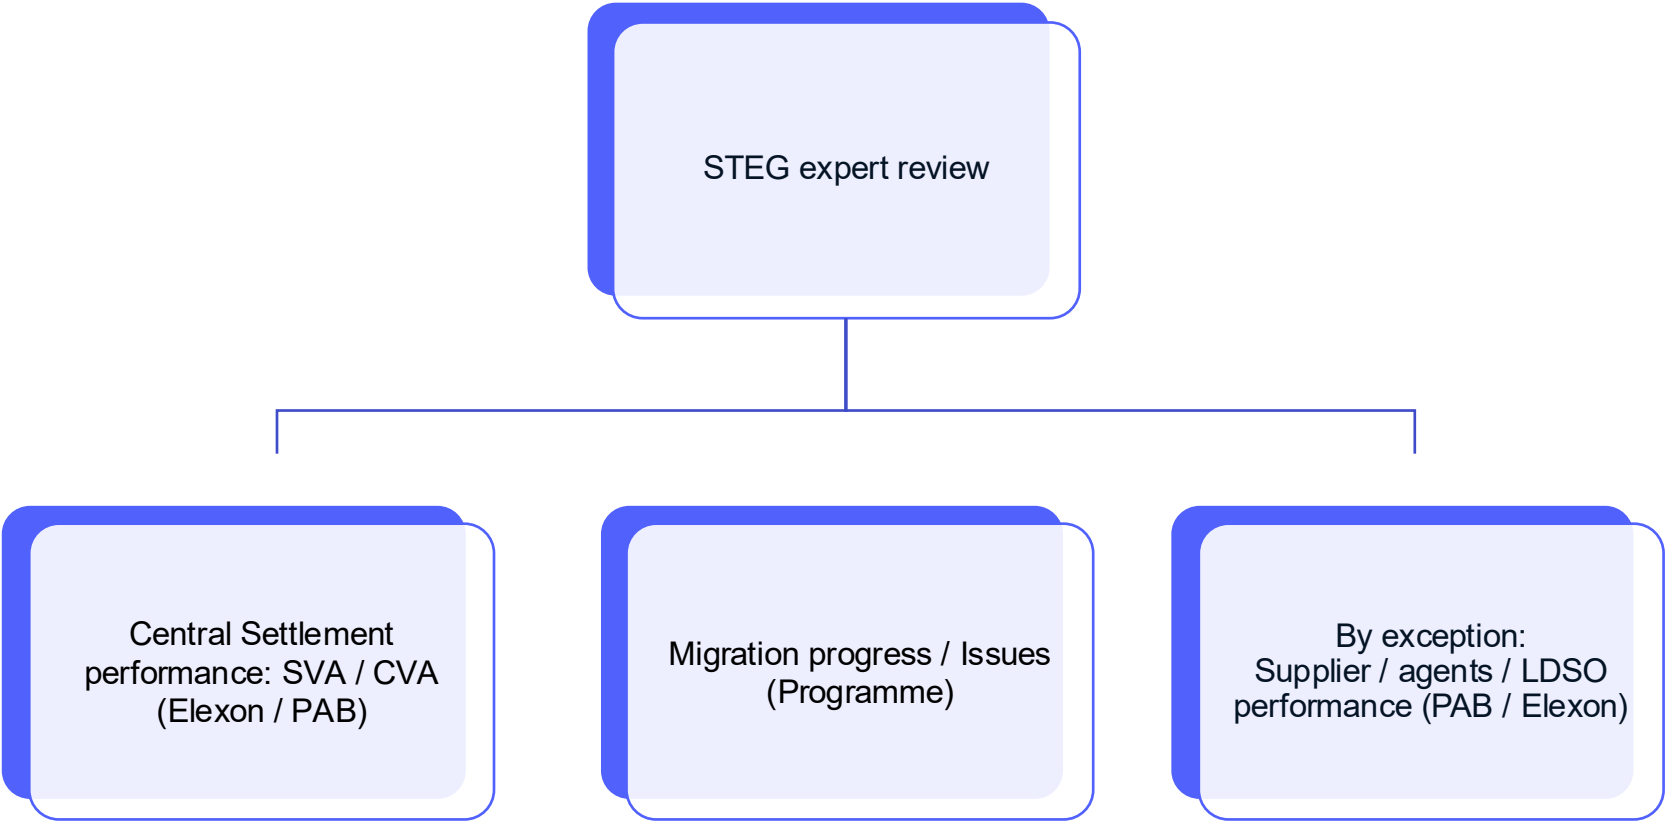 STEG expert review
Central Settlement
performance: SVA / CVA
(Elexon / PAB)
Migration progress / Issues
(Programme)
By exception:
Supplier / agents / LDSO
performance (PAB / Elexon)